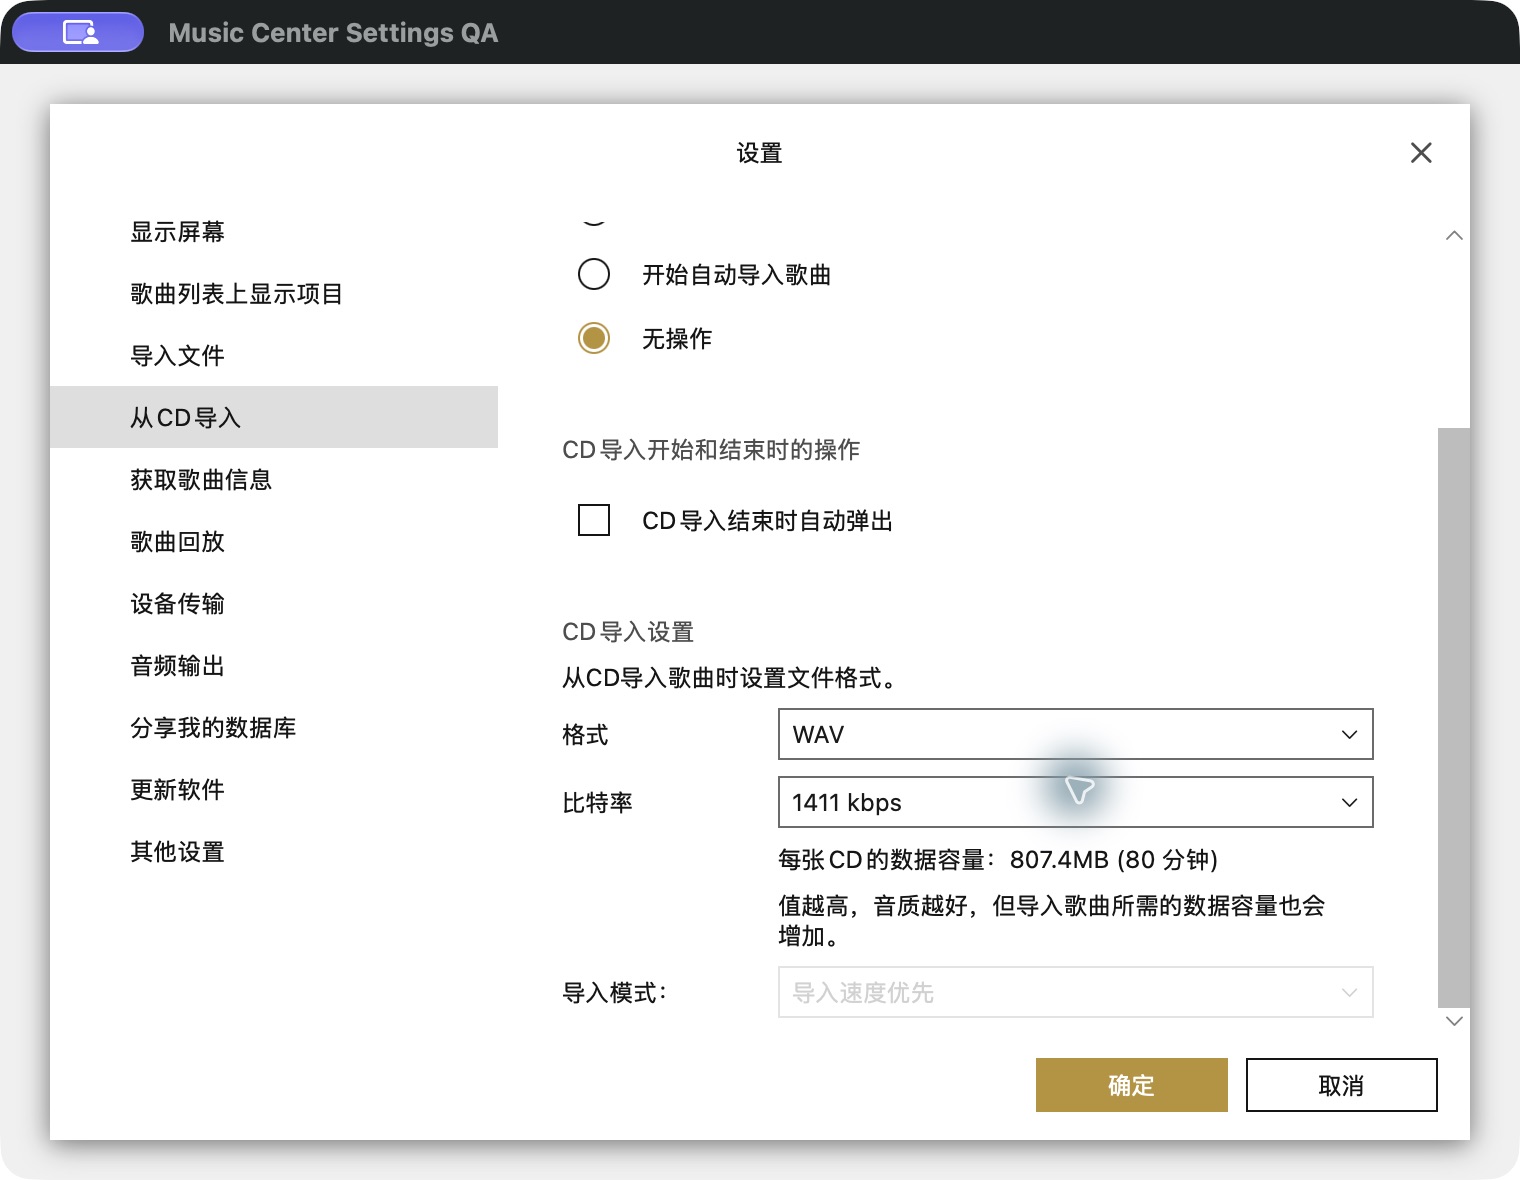 Music Center Settings QA
设置
显示屏幕
歌曲列表上显示项目
导入文件
从CD导入
获取歌曲信息
歌曲回放
设备传输
音频输出
分享我的数据库
更新软件
其他设置
开始自动导入歌曲
无操作
CD导入开始和结束时的操作
CD导入结束时自动弹出
CD导入设置
从CD导入歌曲时设置文件格式。
格式
WAV
比特率
1411 kbps
每张CD的数据容量：807.4MB (80 分钟)
值越高，音质越好，但导入歌曲所需的数据容量也会
增加。
导入模式：
导入速度优先
确定
取消